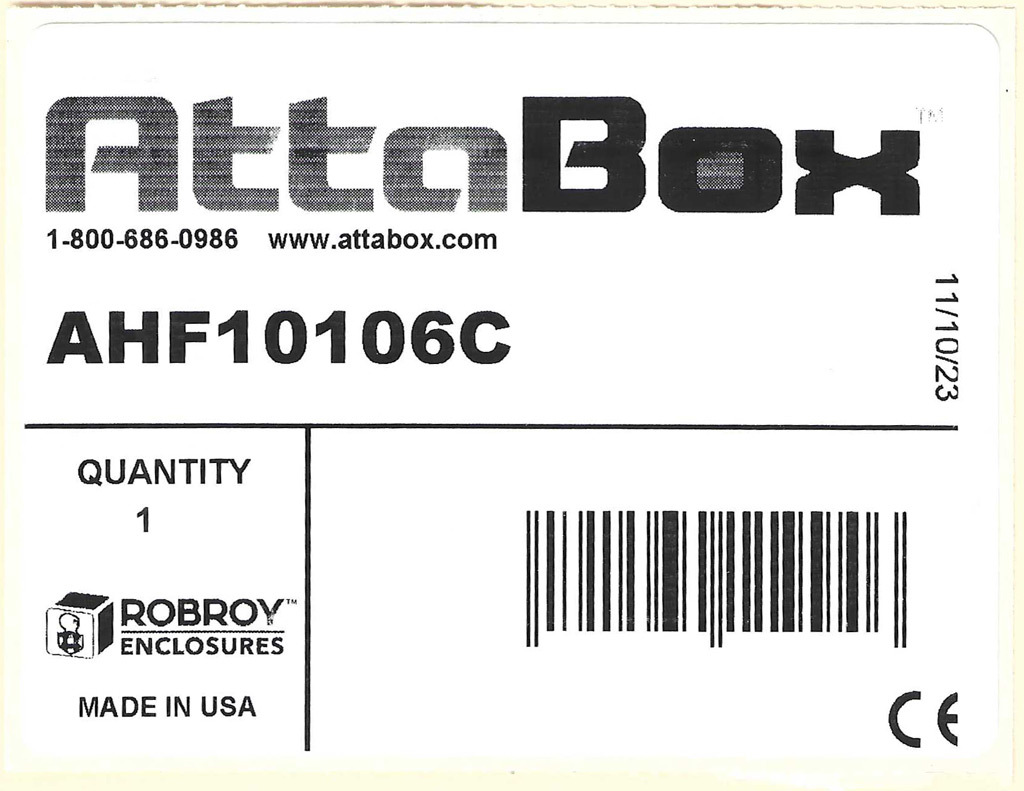 AttaBox™
1-800-686-0986 www.attabox.com
AHF10106C
11/10/23
QUANTITY
1
ROBROY™
ENCLOSURES
MADE IN USA
CE